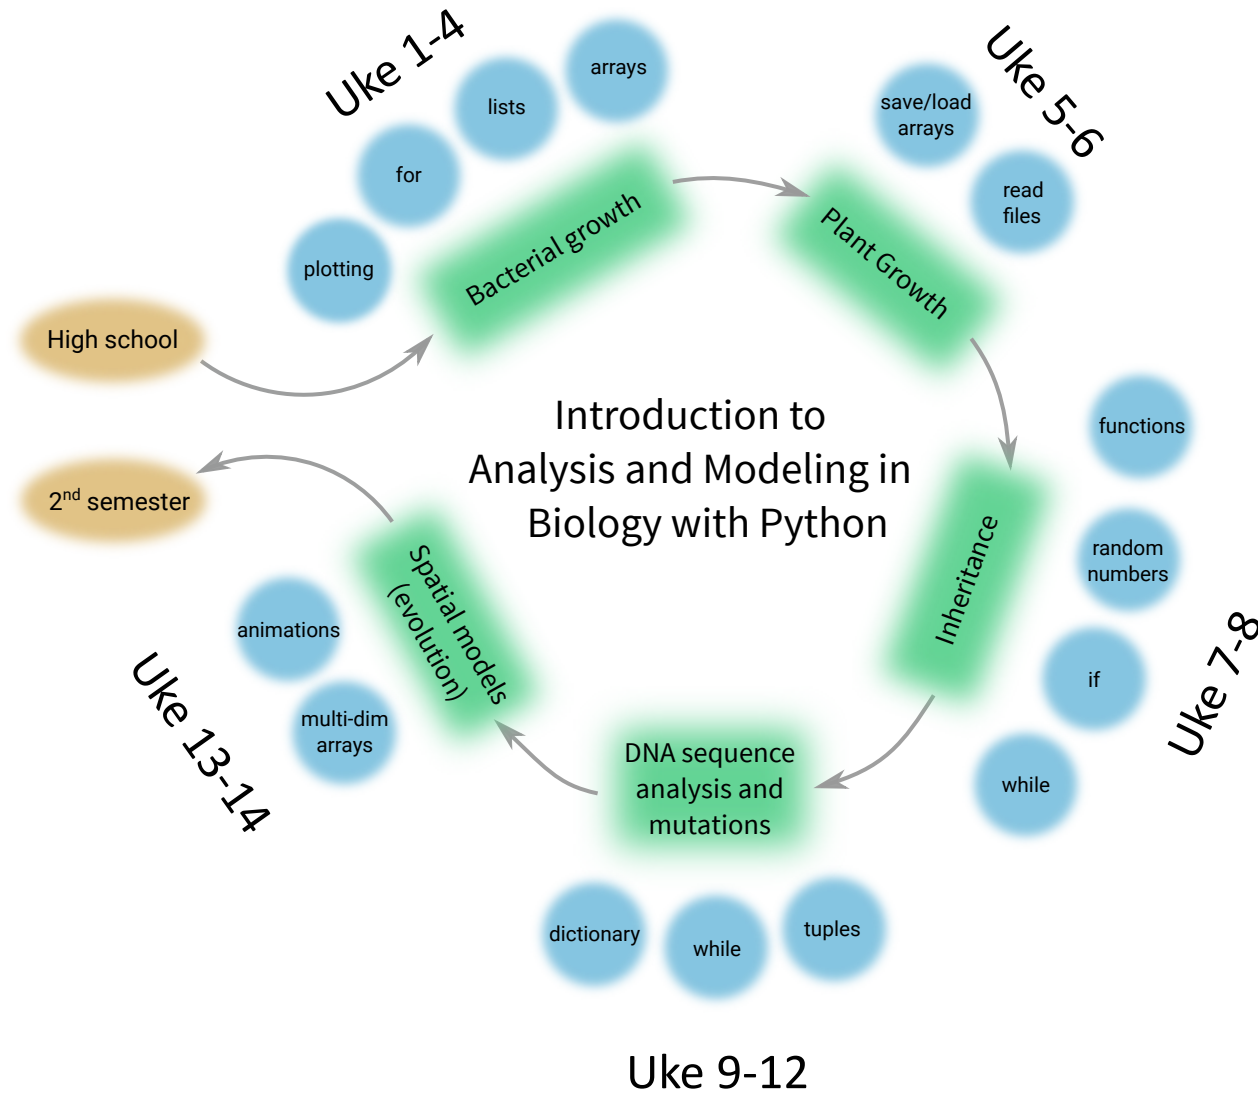 Uke 1-4
arrays
lists
for
plotting
Bacterial growth
Uke 5-6
save/load
arrays
read
files
Plant Growth
High school
2nd semester
Introduction to
Analysis and Modeling in
Biology with Python
functions
random
numbers
if
while
Inheritance
Uke 7-8
DNA sequence
analysis and
mutations
tuples
while
dictionary
Uke 9-12
Spatial models
(evolution)
animations
multi-dim
arrays
Uke 13-14